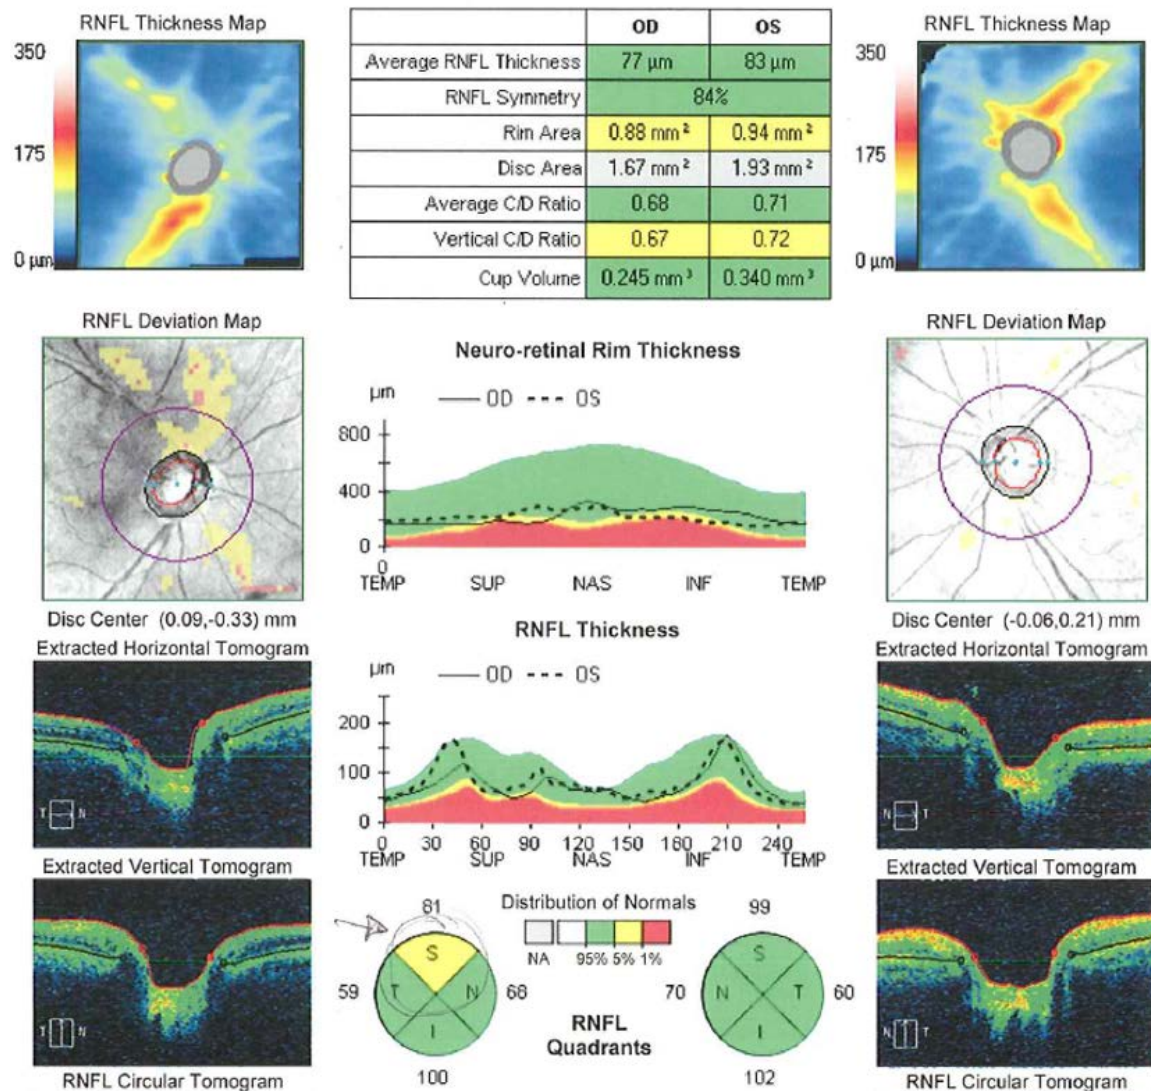 RNFL Thickness Map
350
175
0 µm
OD OS
Average RNFL Thickness 77 µm 83 µm
RNFL Symmetry 84%
Rim Area 0.88 mm² 0.94 mm²
Disc Area 1.67 mm² 1.93 mm²
Average C/D Ratio 0.68 0.71
Vertical C/D Ratio 0.67 0.72
Cup Volume 0.245 mm³ 0.340 mm³
RNFL Thickness Map
350
175
0 µm
RNFL Deviation Map
Disc Center (0.09,-0.33) mm
Neuro-retinal Rim Thickness
µm — OD --- OS
800
400
0
0
TEMP SUP NAS INF TEMP
RNFL Deviation Map
Disc Center (-0.06,0.21) mm
Extracted Horizontal Tomogram
T N
RNFL Thickness
µm — OD --- OS
200
100
0
0 30 60 90 120 150 180 210 240
TEMP SUP NAS INF TEMP
Extracted Horizontal Tomogram
N T
Extracted Vertical Tomogram
T N
RNFL Circular Tomogram
81
S
59 T N 68
I
100
Distribution of Normals
NA 95% 5% 1%
RNFL
Quadrants
99
S
70 N T 60
I
102
Extracted Vertical Tomogram
N T
RNFL Circular Tomogram